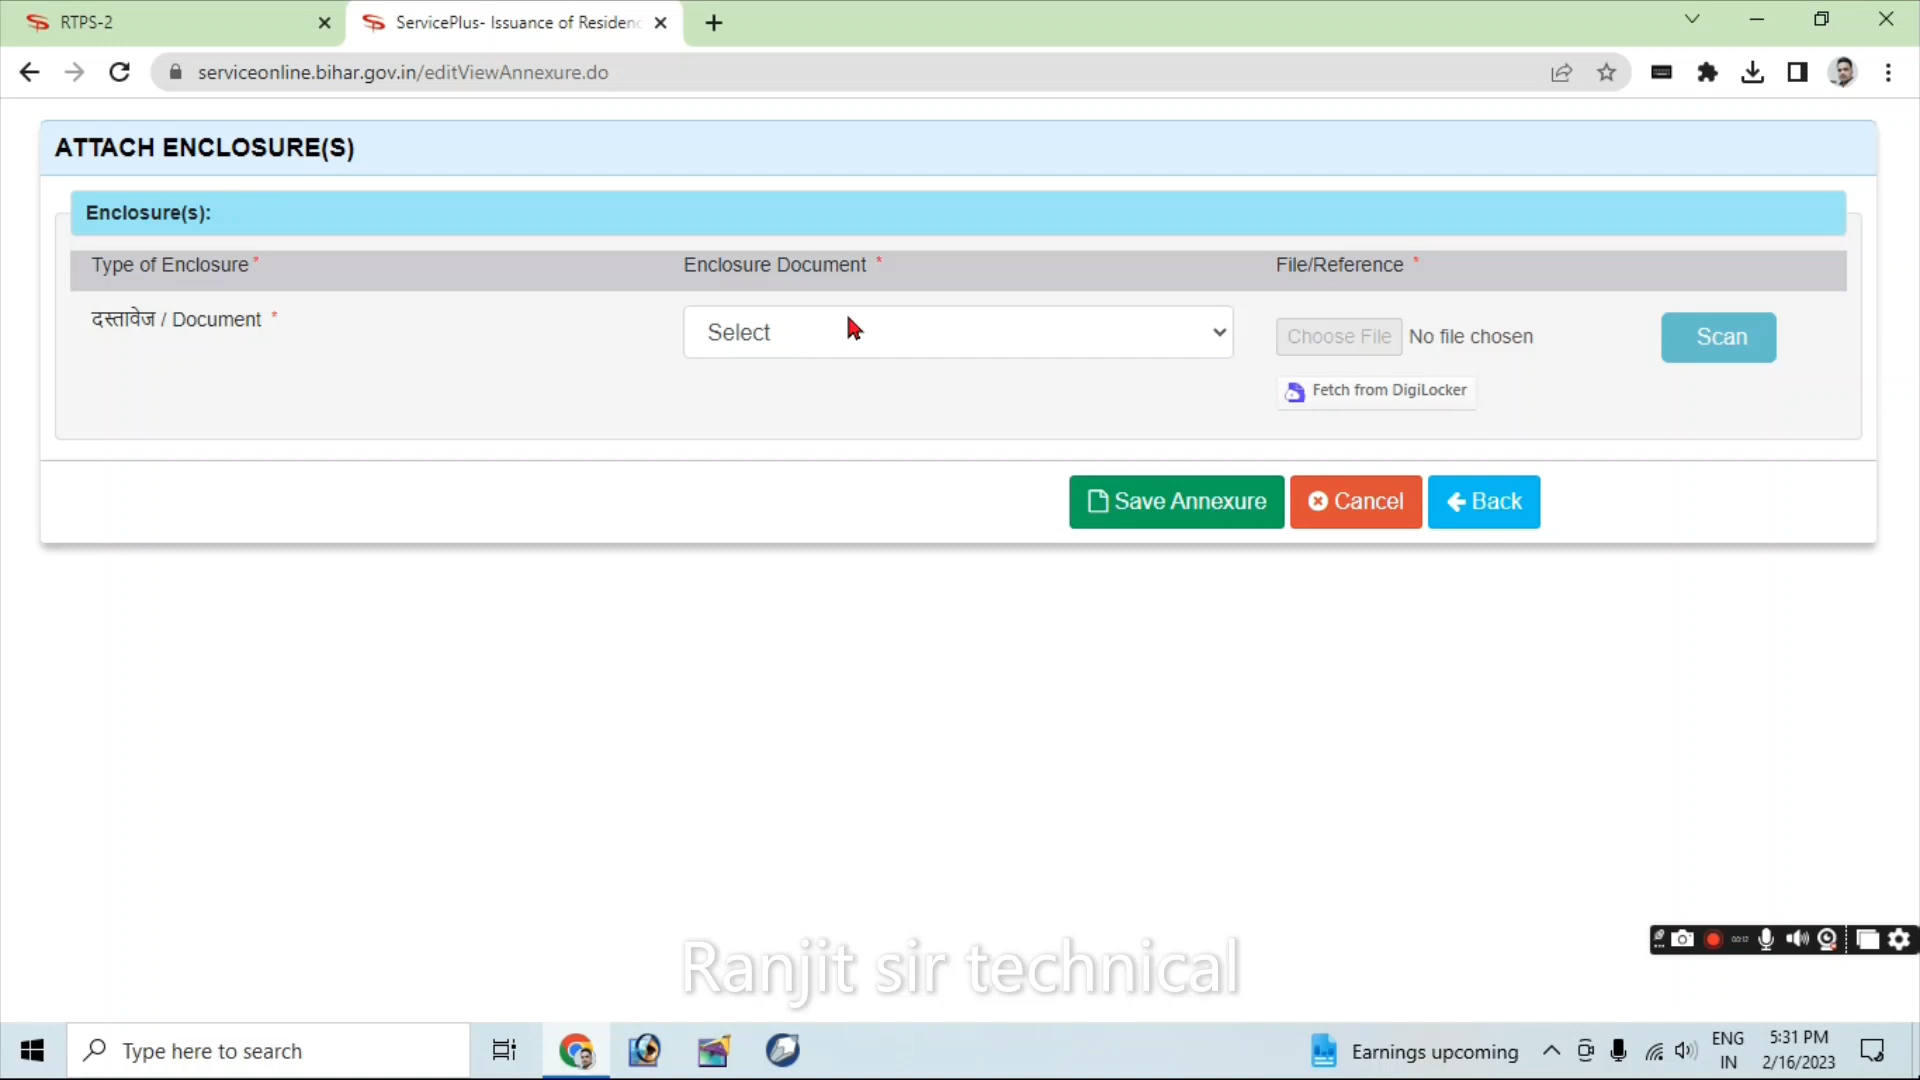 RTPS-2
ServicePlus- Issuance of Residenc
serviceonline.bihar.gov.in/editViewAnnexure.do
ATTACH ENCLOSURE(S)
Enclosure(s):
Type of Enclosure * Enclosure Document * File/Reference *
दस्तावेज / Document * Select Choose File No file chosen Scan
Fetch from DigiLocker
Save Annexure Cancel Back
Ranjit sir technical
Type here to search
Earnings upcoming
ENG
IN
5:31 PM
2/16/2023